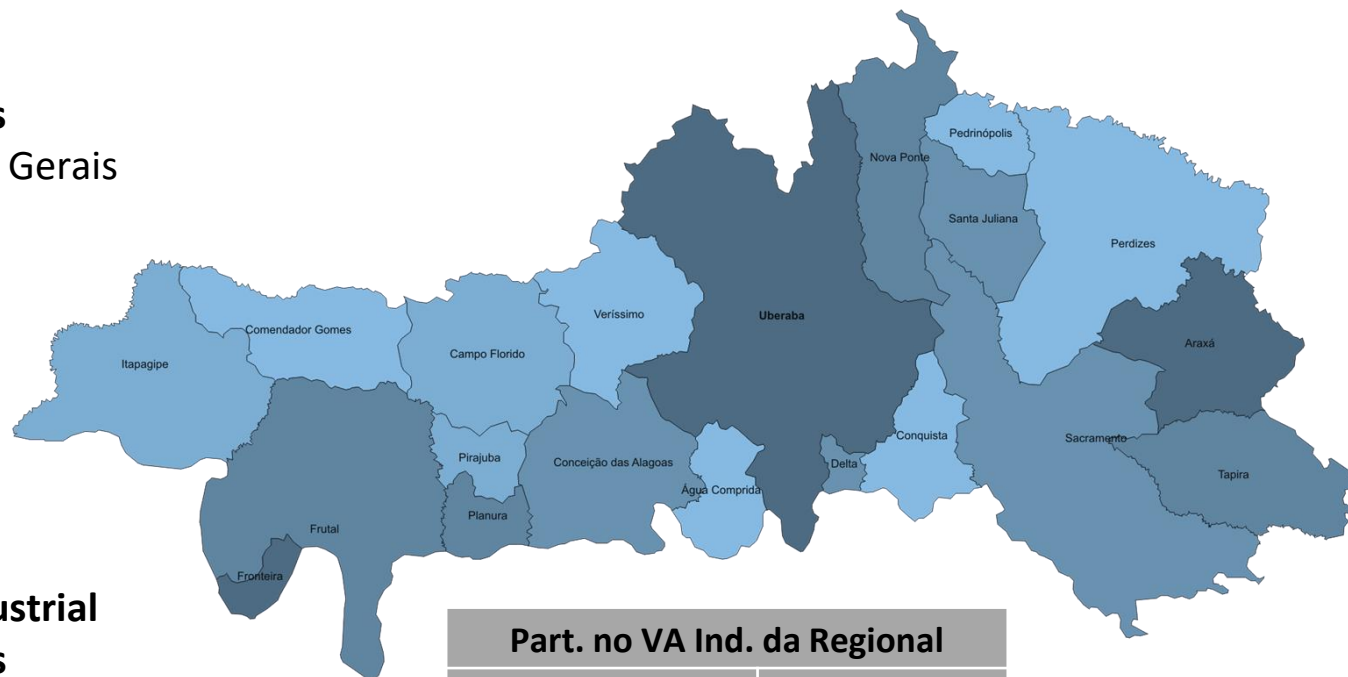 s
Gerais
Pedrinópolis
Nova Ponte
Santa Juliana
Perdizes
Veríssimo
Uberaba
Comendador Gomes
Araxá
Campo Florido
Itapagipe
Conquista
Sacramento
Pirajuba
Conceição das Alagoas
Delta
Tapira
Água Comprida
Planura
Frutal
Fronteira
ustrial
s
Part. no VA Ind. da Regional